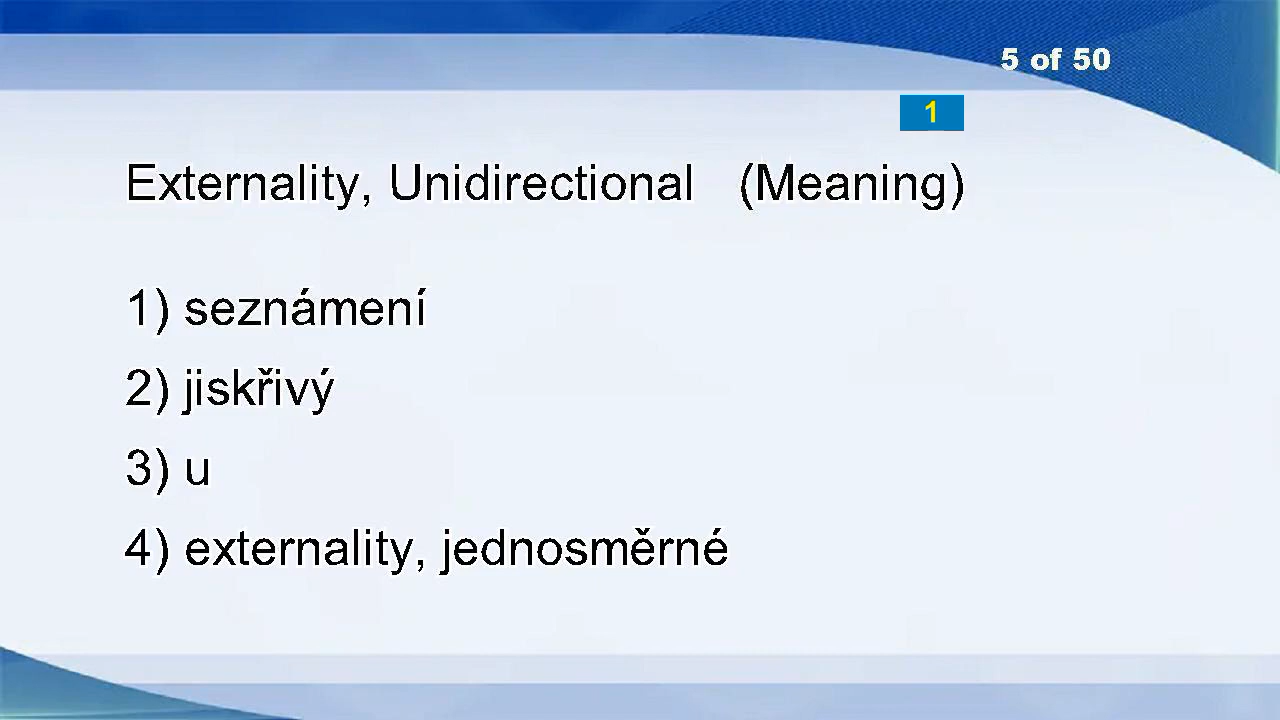 5 of 50
1
Externality, Unidirectional (Meaning)
1) seznámení
2) jiskřivý
3) u
4) externality, jednosměrné